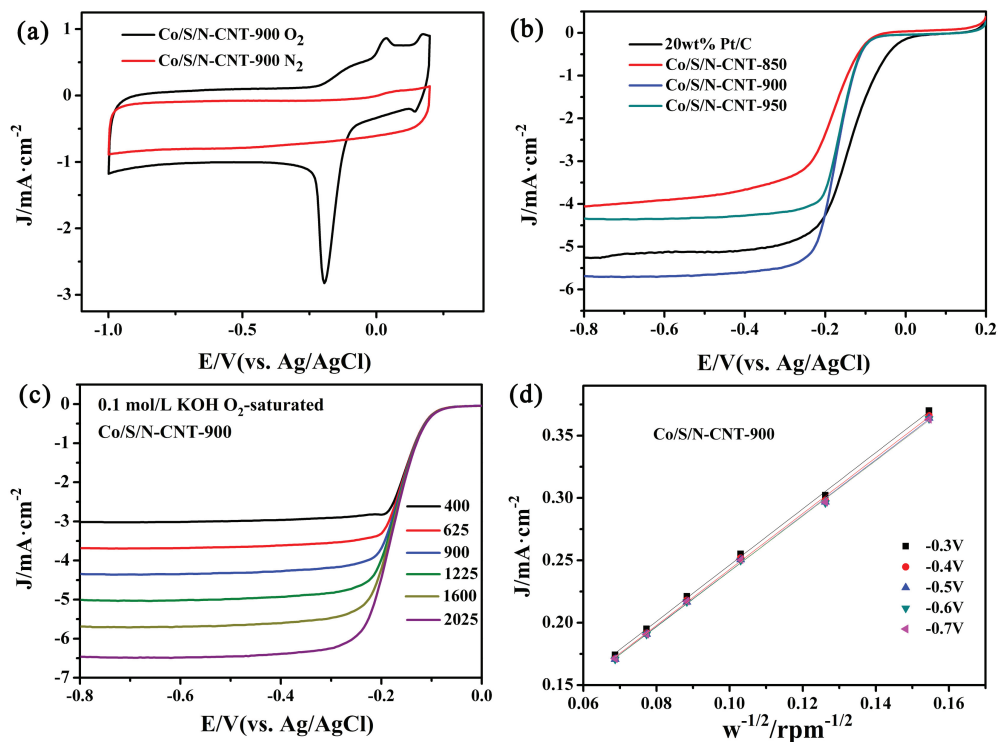 (a)
Co/S/N-CNT-900 O₂
Co/S/N-CNT-900 N₂
1
0
-1
-2
-3
-1.0
-0.5
0.0
J/mA·cm⁻²
E/V(vs. Ag/AgCl)
(b)
20wt% Pt/C
Co/S/N-CNT-850
Co/S/N-CNT-900
Co/S/N-CNT-950
0
-1
-2
-3
-4
-5
-6
-0.8
-0.6
-0.4
-0.2
0.0
0.2
J/mA·cm⁻²
E/V(vs. Ag/AgCl)
(c)
0.1 mol/L KOH O₂-saturated
Co/S/N-CNT-900
400
625
900
1225
1600
2025
0
-1
-2
-3
-4
-5
-6
-7
-0.8
-0.6
-0.4
-0.2
0.0
J/mA·cm⁻²
E/V(vs. Ag/AgCl)
(d)
Co/S/N-CNT-900
-0.3V
-0.4V
-0.5V
-0.6V
-0.7V
0.35
0.30
0.25
0.20
0.15
0.06
0.08
0.10
0.12
0.14
0.16
J/mA·cm⁻²
w⁻¹/²/rpm⁻¹/²